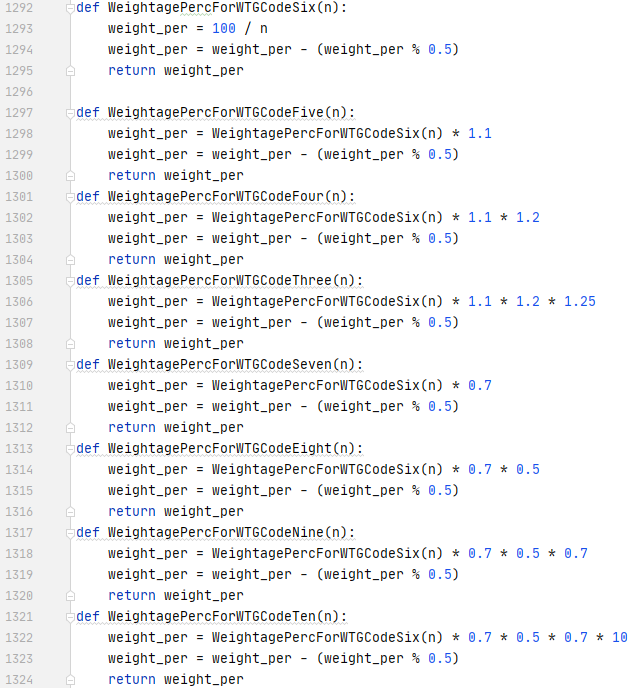 1292 def WeightagePercForWTGCodeSix(n):
1293     weight_per = 100 / n
1294     weight_per = weight_per - (weight_per % 0.5)
1295     return weight_per
1296
1297 def WeightagePercForWTGCodeFive(n):
1298     weight_per = WeightagePercForWTGCodeSix(n) * 1.1
1299     weight_per = weight_per - (weight_per % 0.5)
1300     return weight_per
1301 def WeightagePercForWTGCodeFour(n):
1302     weight_per = WeightagePercForWTGCodeSix(n) * 1.1 * 1.2
1303     weight_per = weight_per - (weight_per % 0.5)
1304     return weight_per
1305 def WeightagePercForWTGCodeThree(n):
1306     weight_per = WeightagePercForWTGCodeSix(n) * 1.1 * 1.2 * 1.25
1307     weight_per = weight_per - (weight_per % 0.5)
1308     return weight_per
1309 def WeightagePercForWTGCodeSeven(n):
1310     weight_per = WeightagePercForWTGCodeSix(n) * 0.7
1311     weight_per = weight_per - (weight_per % 0.5)
1312     return weight_per
1313 def WeightagePercForWTGCodeEight(n):
1314     weight_per = WeightagePercForWTGCodeSix(n) * 0.7 * 0.5
1315     weight_per = weight_per - (weight_per % 0.5)
1316     return weight_per
1317 def WeightagePercForWTGCodeNine(n):
1318     weight_per = WeightagePercForWTGCodeSix(n) * 0.7 * 0.5 * 0.7
1319     weight_per = weight_per - (weight_per % 0.5)
1320     return weight_per
1321 def WeightagePercForWTGCodeTen(n):
1322     weight_per = WeightagePercForWTGCodeSix(n) * 0.7 * 0.5 * 0.7 * 10
1323     weight_per = weight_per - (weight_per % 0.5)
1324     return weight_per